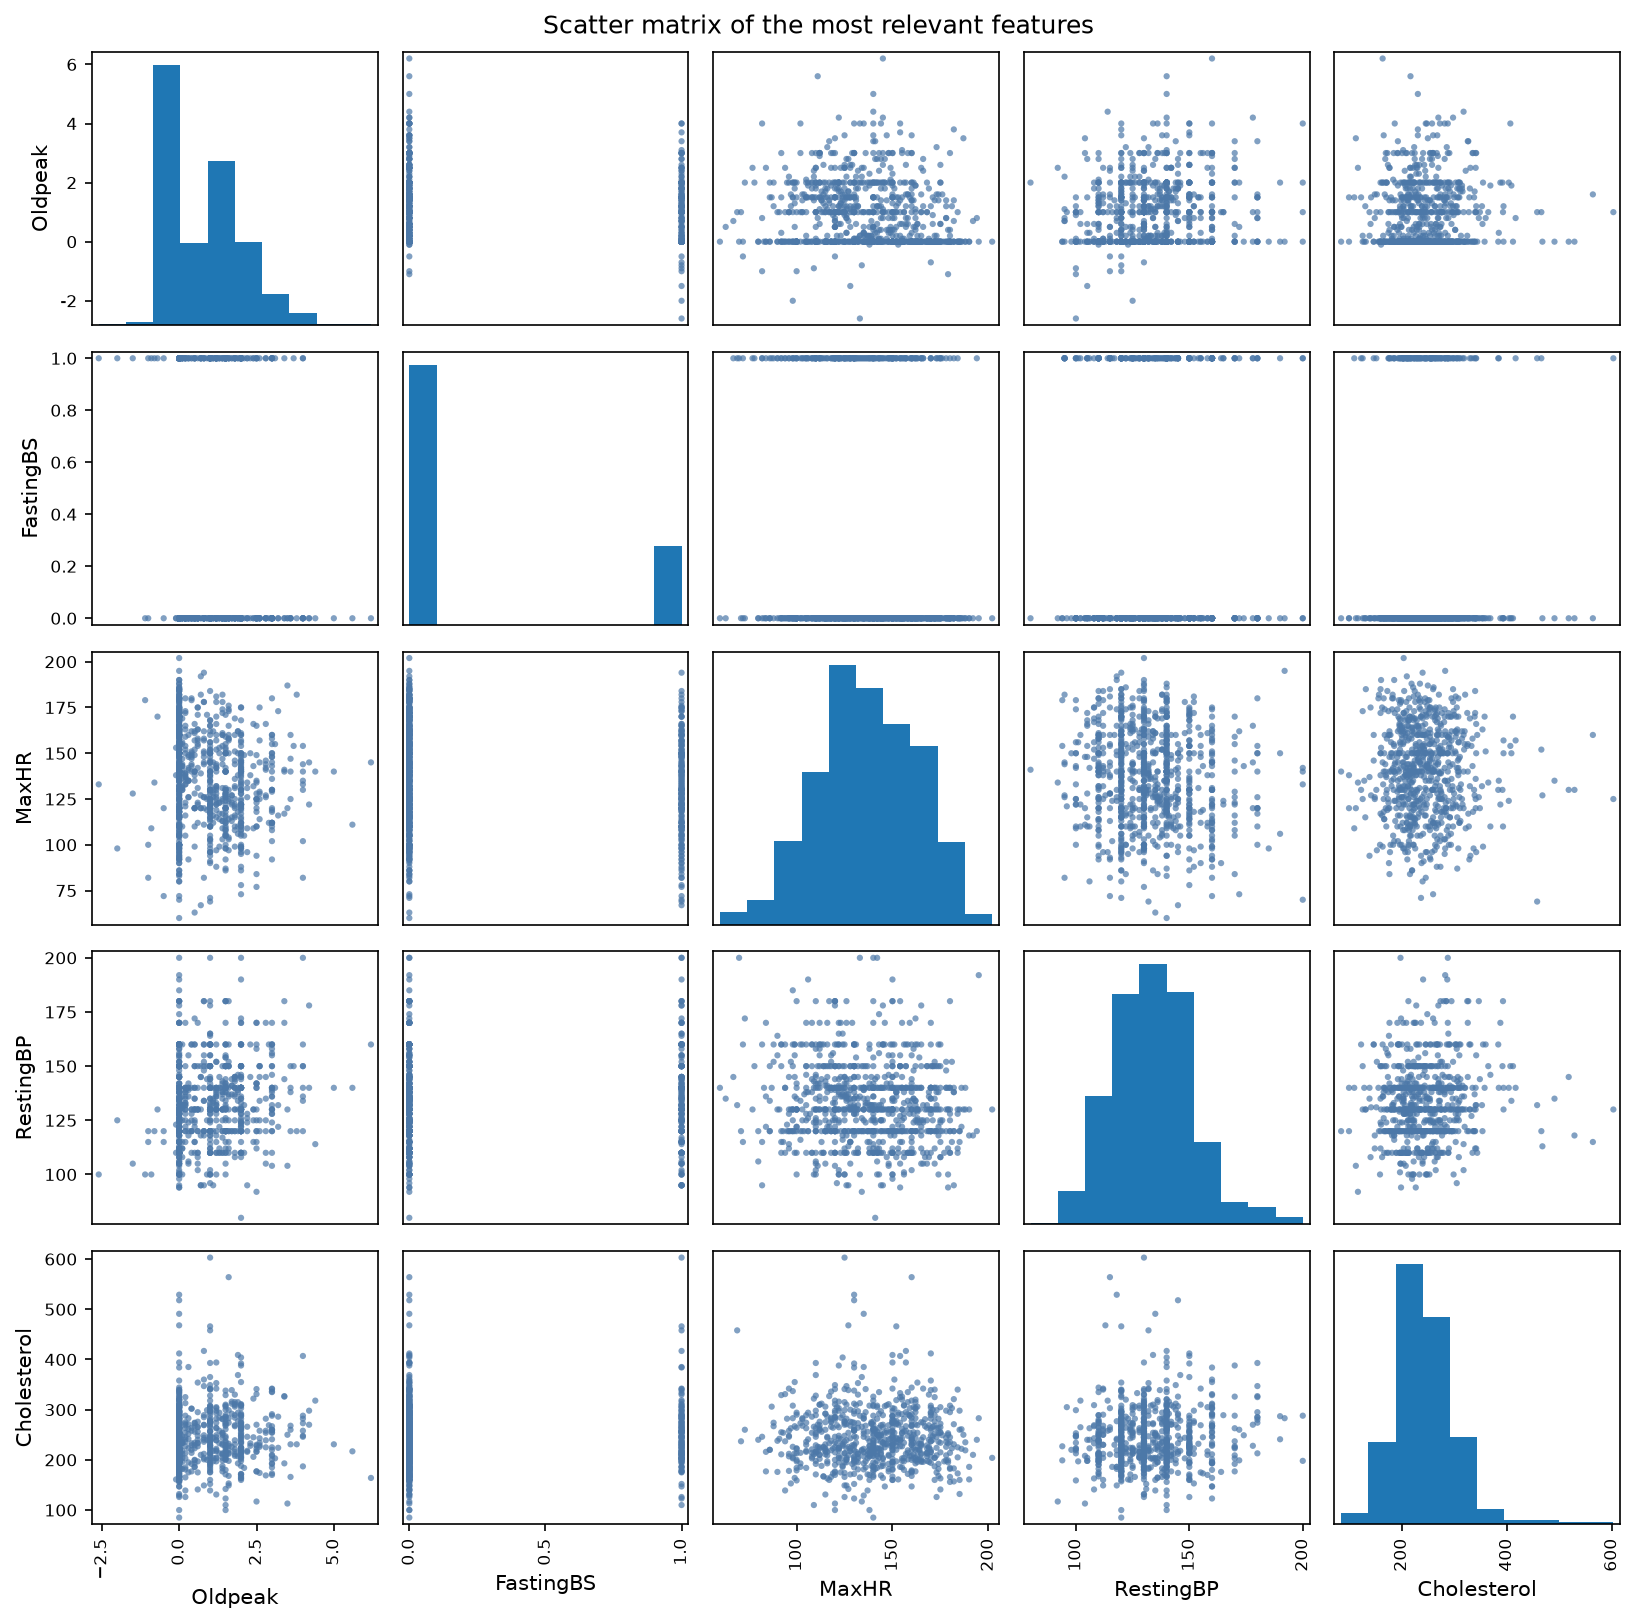 Scatter matrix of the most relevant features
Oldpeak
6
4
2
0
-2
FastingBS
1.0
0.8
0.6
0.4
0.2
0.0
MaxHR
200
175
150
125
100
75
RestingBP
200
175
150
125
100
Cholesterol
600
500
400
300
200
100
−2.5 0.0 2.5 5.0
0.0 0.5 1.0
100 150 200
100 150 200
200 400 600
Oldpeak
FastingBS
MaxHR
RestingBP
Cholesterol